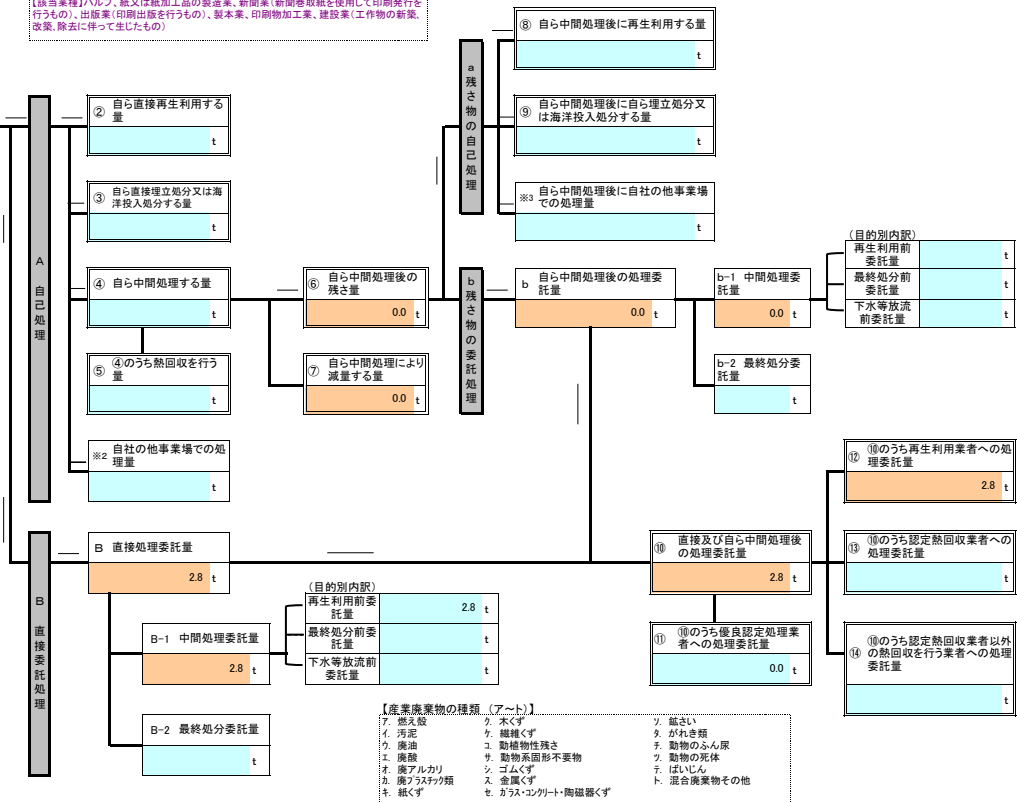 【該当業種】パルプ、紙又は紙加工品の製造業、新聞業(新聞巻取紙を使用して印刷発行を
行うもの)、出版業(印刷出版を行うもの)、製本業、印刷物加工業、建設業(工作物の新築、
改築、除去に伴って生じたもの)
A 自己処理
② 自ら直接再生利用する
量
t
③ 自ら直接埋立処分又は海
洋投入処分する量
t
④ 自ら中間処理する量
t
⑤ ④のうち熱回収を行う
量
t
※2 自社の他事業場での処
理量
t
⑥ 自ら中間処理後の
残さ量
0.0 t
⑦ 自ら中間処理により
減量する量
0.0 t
a 残さ物の自己処理
⑧ 自ら中間処理後に再生利用する量
t
⑨ 自ら中間処理後に自ら埋立処分又
は海洋投入処分する量
t
※3 自ら中間処理後に自社の他事業場
での処理量
t
b 残さ物の委託処理
b 自ら中間処理後の処理委
託量
0.0 t
b-1 中間処理委
託量
0.0 t
(目的別内訳)
再生利用前
委託量
t
最終処分前
委託量
t
下水等放流
前委託量
t
b-2 最終処分委
託量
t
B 直接委託処理
B 直接処理委託量
2.8 t
B-1 中間処理委託量
2.8 t
(目的別内訳)
再生利用前委
託量
2.8 t
最終処分前委
託量
t
下水等放流前
委託量
t
B-2 最終処分委託量
t
⑩ 直接及び自ら中間処理後
の処理委託量
2.8 t
⑪ ⑩のうち優良認定処理業
者への処理委託量
0.0 t
⑫ ⑩のうち再生利用業者への処
理委託量
2.8 t
⑬ ⑩のうち認定熱回収業者への
処理委託量
t
⑭ ⑩のうち認定熱回収業者以外
の熱回収を行う業者への処理
委託量
t
【産業廃棄物の種類 (ア～ト)】
ア. 燃え殻 ク. 木くず ソ. 鉱さい
イ. 汚泥 ケ. 繊維くず タ. がれき類
ウ. 廃油 コ. 動植物性残さ チ. 動物のふん尿
エ. 廃酸 サ. 動物系固形不要物 ツ. 動物の死体
オ. 廃アルカリ シ. ゴムくず テ. ばいじん
カ. 廃プラスチック類 ス. 金属くず ト. 混合廃棄物その他
キ. 紙くず セ. ガラス・コンクリート・陶磁器くず